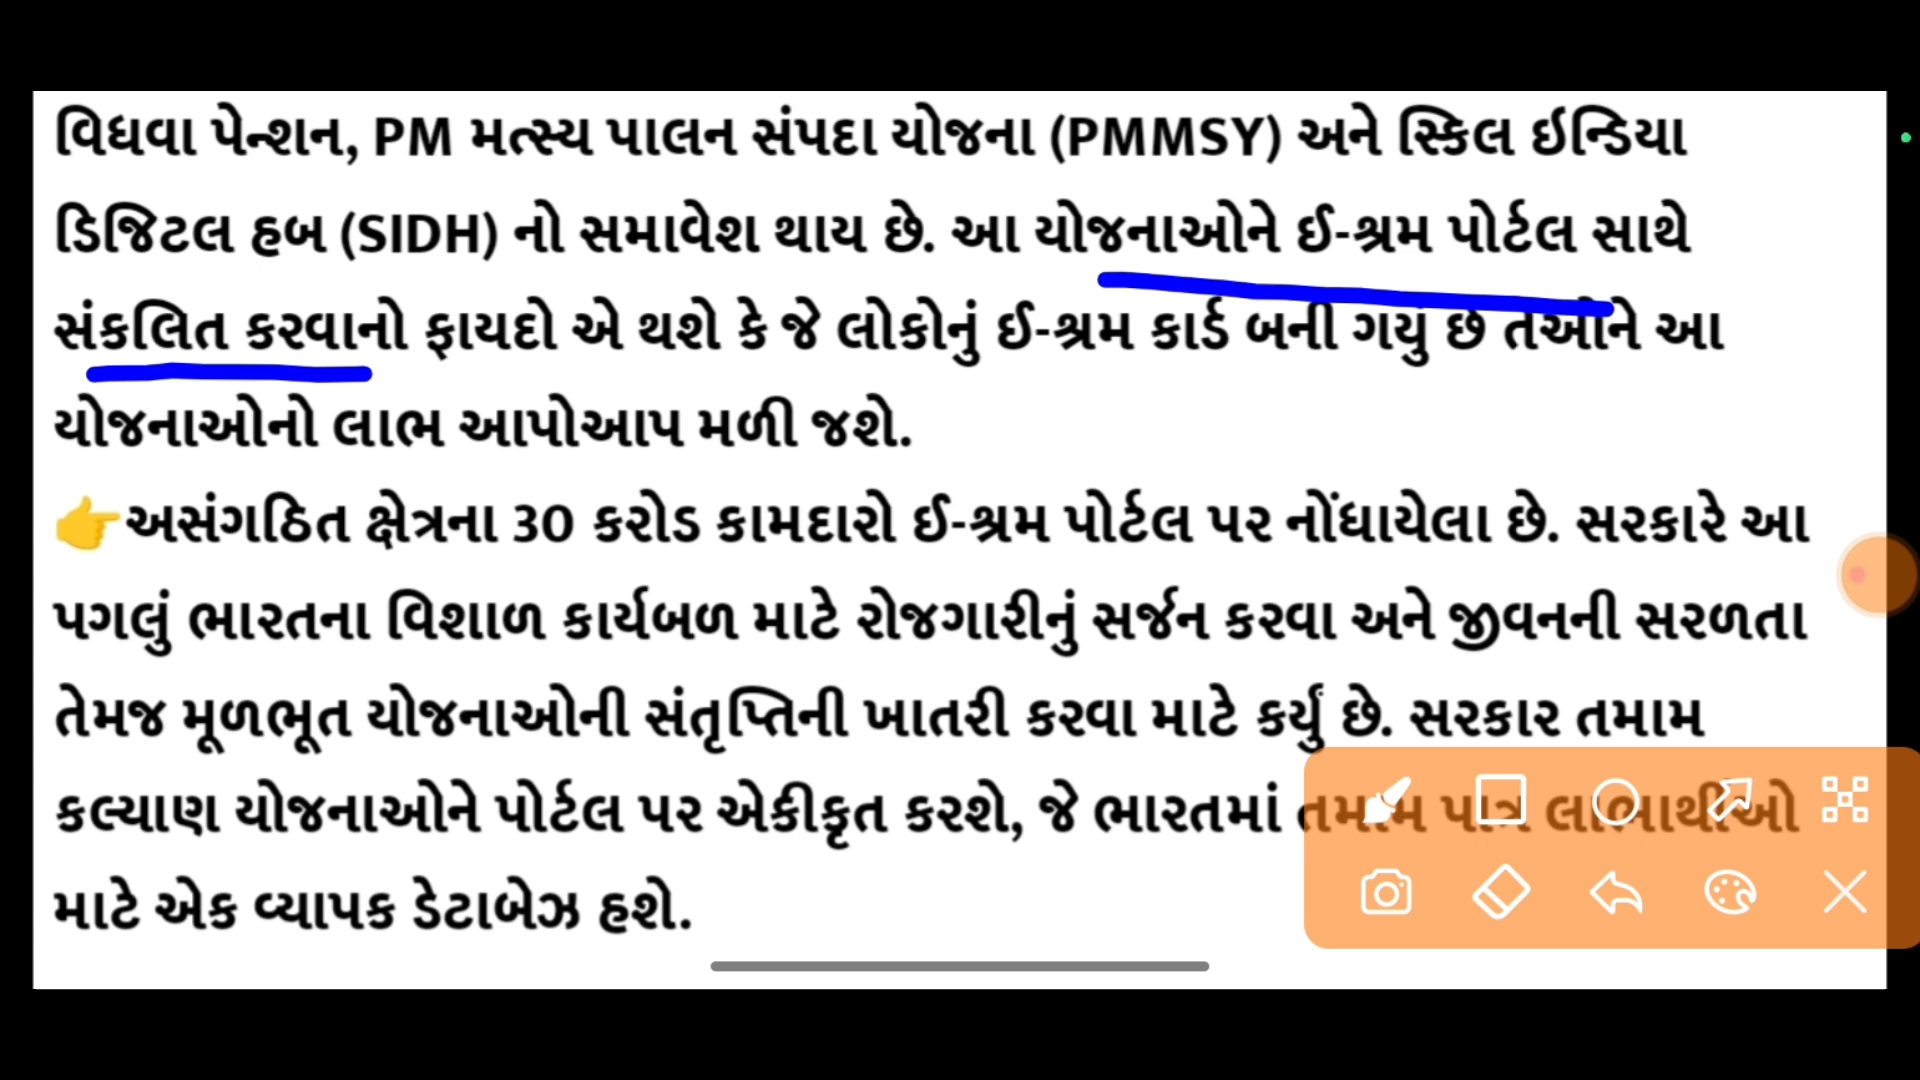 વિધવા પેન્શન, PM મત્સ્ય પાલન સંપદા યોજના (PMMSY) અને સ્કિલ ઇન્ડિયા
ડિજિટલ હબ (SIDH) નો સમાવેશ થાય છે. આ યોજનાઓને ઈ-શ્રમ પોર્ટલ સાથે
સંકલિત કરવાનો ફાયદો એ થશે કે જે લોકોનું ઈ-શ્રમ કાર્ડ બની ગયું છે તેઓને આ
યોજનાઓનો લાભ આપોઆપ મળી જશે.
👉અસંગઠિત ક્ષેત્રના 30 કરોડ કામદારો ઈ-શ્રમ પોર્ટલ પર નોંધાયેલા છે. સરકારે આ
પગલું ભારતના વિશાળ કાર્યબળ માટે રોજગારીનું સર્જન કરવા અને જીવનની સરળતા
તેમજ મૂળભૂત યોજનાઓની સંતૃપ્તિની ખાતરી કરવા માટે કર્યું છે. સરકાર તમામ
કલ્યાણ યોજનાઓને પોર્ટલ પર એકીકૃત કરશે, જે ભારતમાં તમામ પાત્ર લાભાર્થીઓ
માટે એક વ્યાપક ડેટાબેઝ હશે.